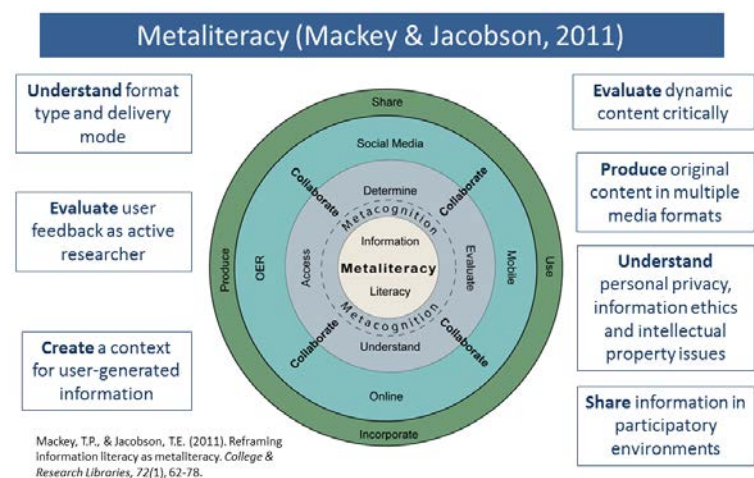 Metaliteracy (Mackey & Jacobson, 2011)
Understand format
type and delivery
mode
Evaluate user
feedback as active
researcher
Create a context
for user-generated
information
Share
Social Media
Collaborate
Collaborate
Determine
Metacognition
Information
Produce
OER
Access
Metaliteracy
Evaluate
Mobile
Use
Literacy
Metacognition
Understand
Collaborate
Collaborate
Online
Incorporate
Evaluate dynamic
content critically
Produce original
content in multiple
media formats
Understand
personal privacy,
information ethics
and intellectual
property issues
Share information in
participatory
environments
Mackey, T.P., & Jacobson, T.E. (2011). Reframing
information literacy as metaliteracy. College &
Research Libraries, 72(1), 62-78.